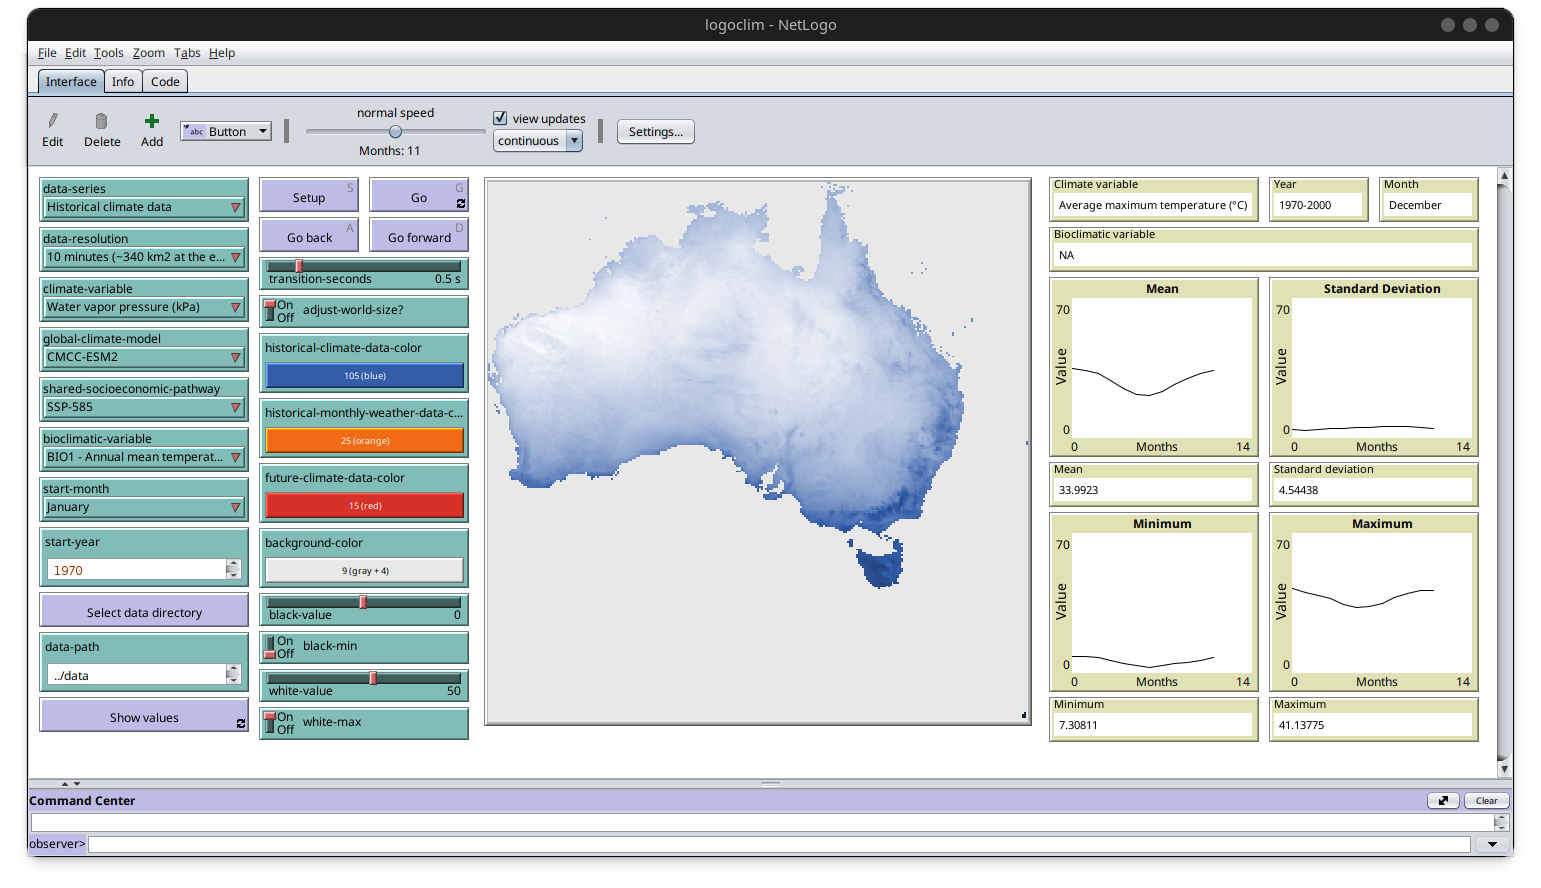 logoclim - NetLogo
File Edit Tools Zoom Tabs Help
Interface Info Code
Edit Delete Add abc Button
normal speed
Months: 11
view updates
continuous
Settings...
data-series
Historical climate data
data-resolution
10 minutes (~340 km2 at the e...
climate-variable
Water vapor pressure (kPa)
global-climate-model
CMCC-ESM2
shared-socioeconomic-pathway
SSP-585
bioclimatic-variable
BIO1 - Annual mean temperat...
start-month
January
start-year
1970
Select data directory
data-path
../data
Show values
S
Setup
G
Go
A
Go back
D
Go forward
transition-seconds 0.5 s
On
Off
adjust-world-size?
historical-climate-data-color
105 (blue)
historical-monthly-weather-data-c...
25 (orange)
future-climate-data-color
15 (red)
background-color
9 (gray + 4)
black-value 0
On
Off
black-min
white-value 50
On
Off
white-max
Climate variable
Average maximum temperature (°C)
Year
1970-2000
Month
December
Bioclimatic variable
NA
Mean
70
Value
0
0 Months 14
Standard Deviation
70
Value
0
0 Months 14
Mean
33.9923
Standard deviation
4.54438
Minimum
70
Value
0
0 Months 14
Maximum
70
Value
0
0 Months 14
Minimum
7.30811
Maximum
41.13775
Command Center
Clear
observer>